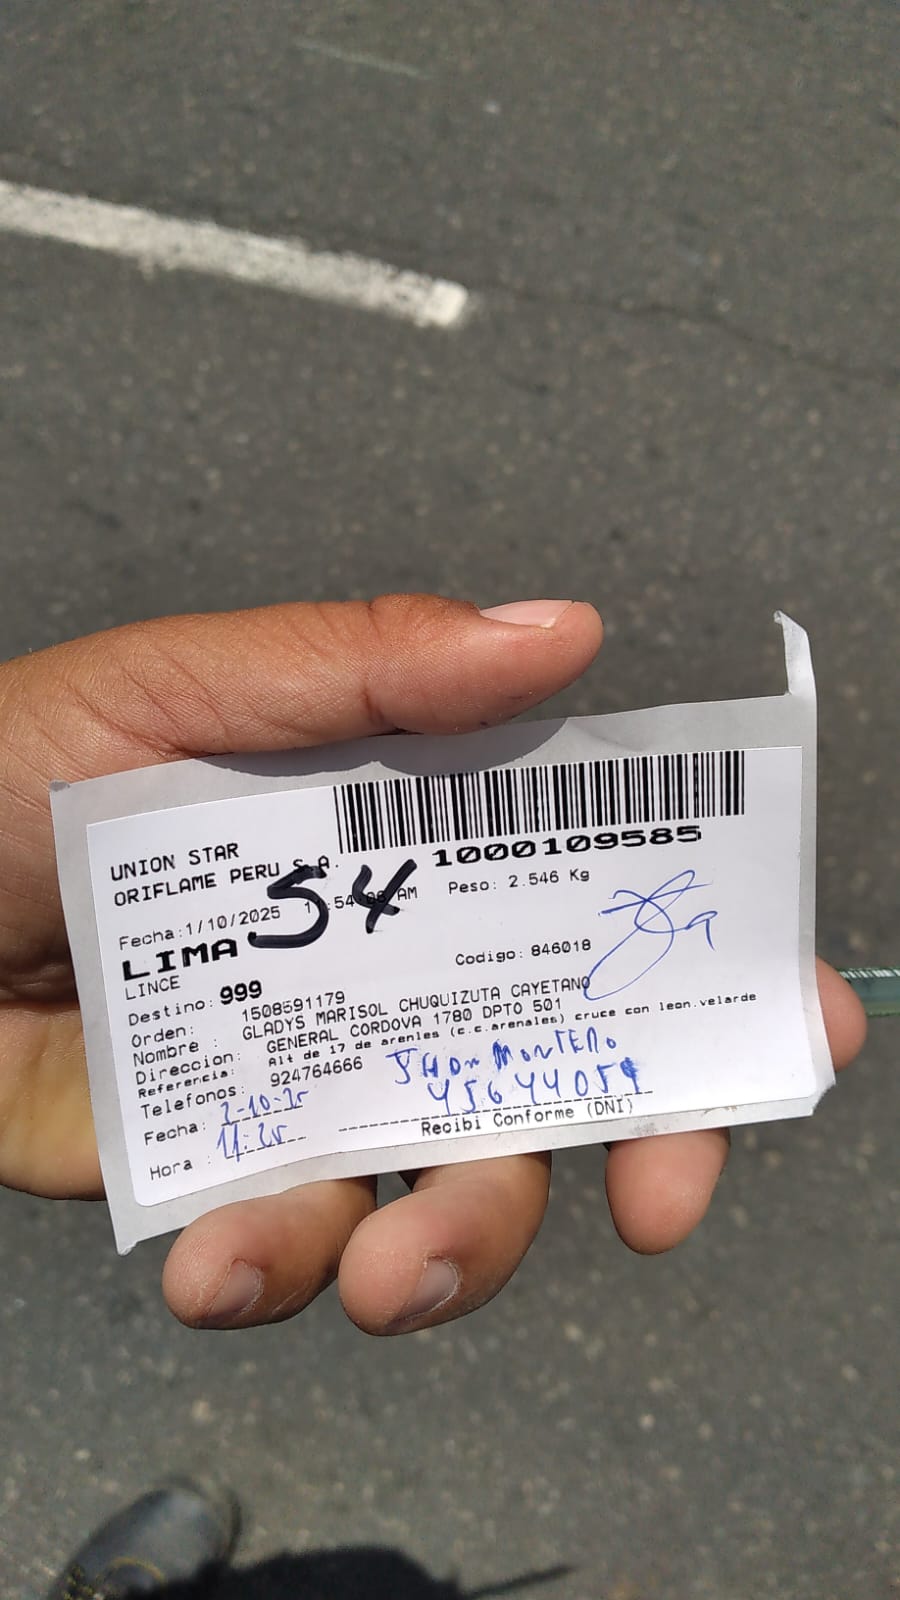 1000109585
UNION STAR
ORIFLAME PERU S.A.
54
Fecha:1/10/2025 AM Peso: 2.546 Kg
LIMA
LINCE Codigo: 846018
Destino: 999
Orden: 1508591179
Nombre : GLADYS MARISOL CHUQUIZUTA CAYETANO
Direccion: GENERAL CORDOVA 1780 DPTO 501
Referencia: Alt de 17 de arenles (c.c.arenales) cruce con leon.velarde
Telefonos: 924764666
JHON MONTERO
Fecha: 2-10-25
Hora : 11:25
Recibi Conforme (DNI)